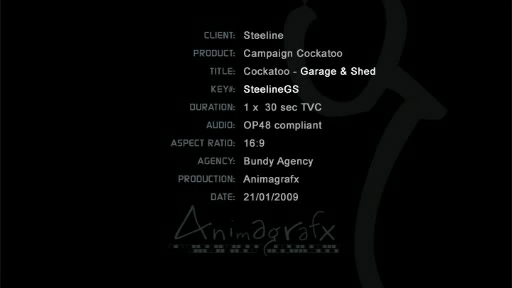 CLIENT: Steeline
PRODUCT: Campaign Cockatoo
TITLE: Cockatoo - Garage & Shed
KEY#: SteelineGS
DURATION: 1 x 30 sec TVC
AUDIO: OP48 compliant
ASPECT RATIO: 16:9
AGENCY: Bundy Agency
PRODUCTION: Animagrafx
DATE: 21/01/2009
Animagrafx